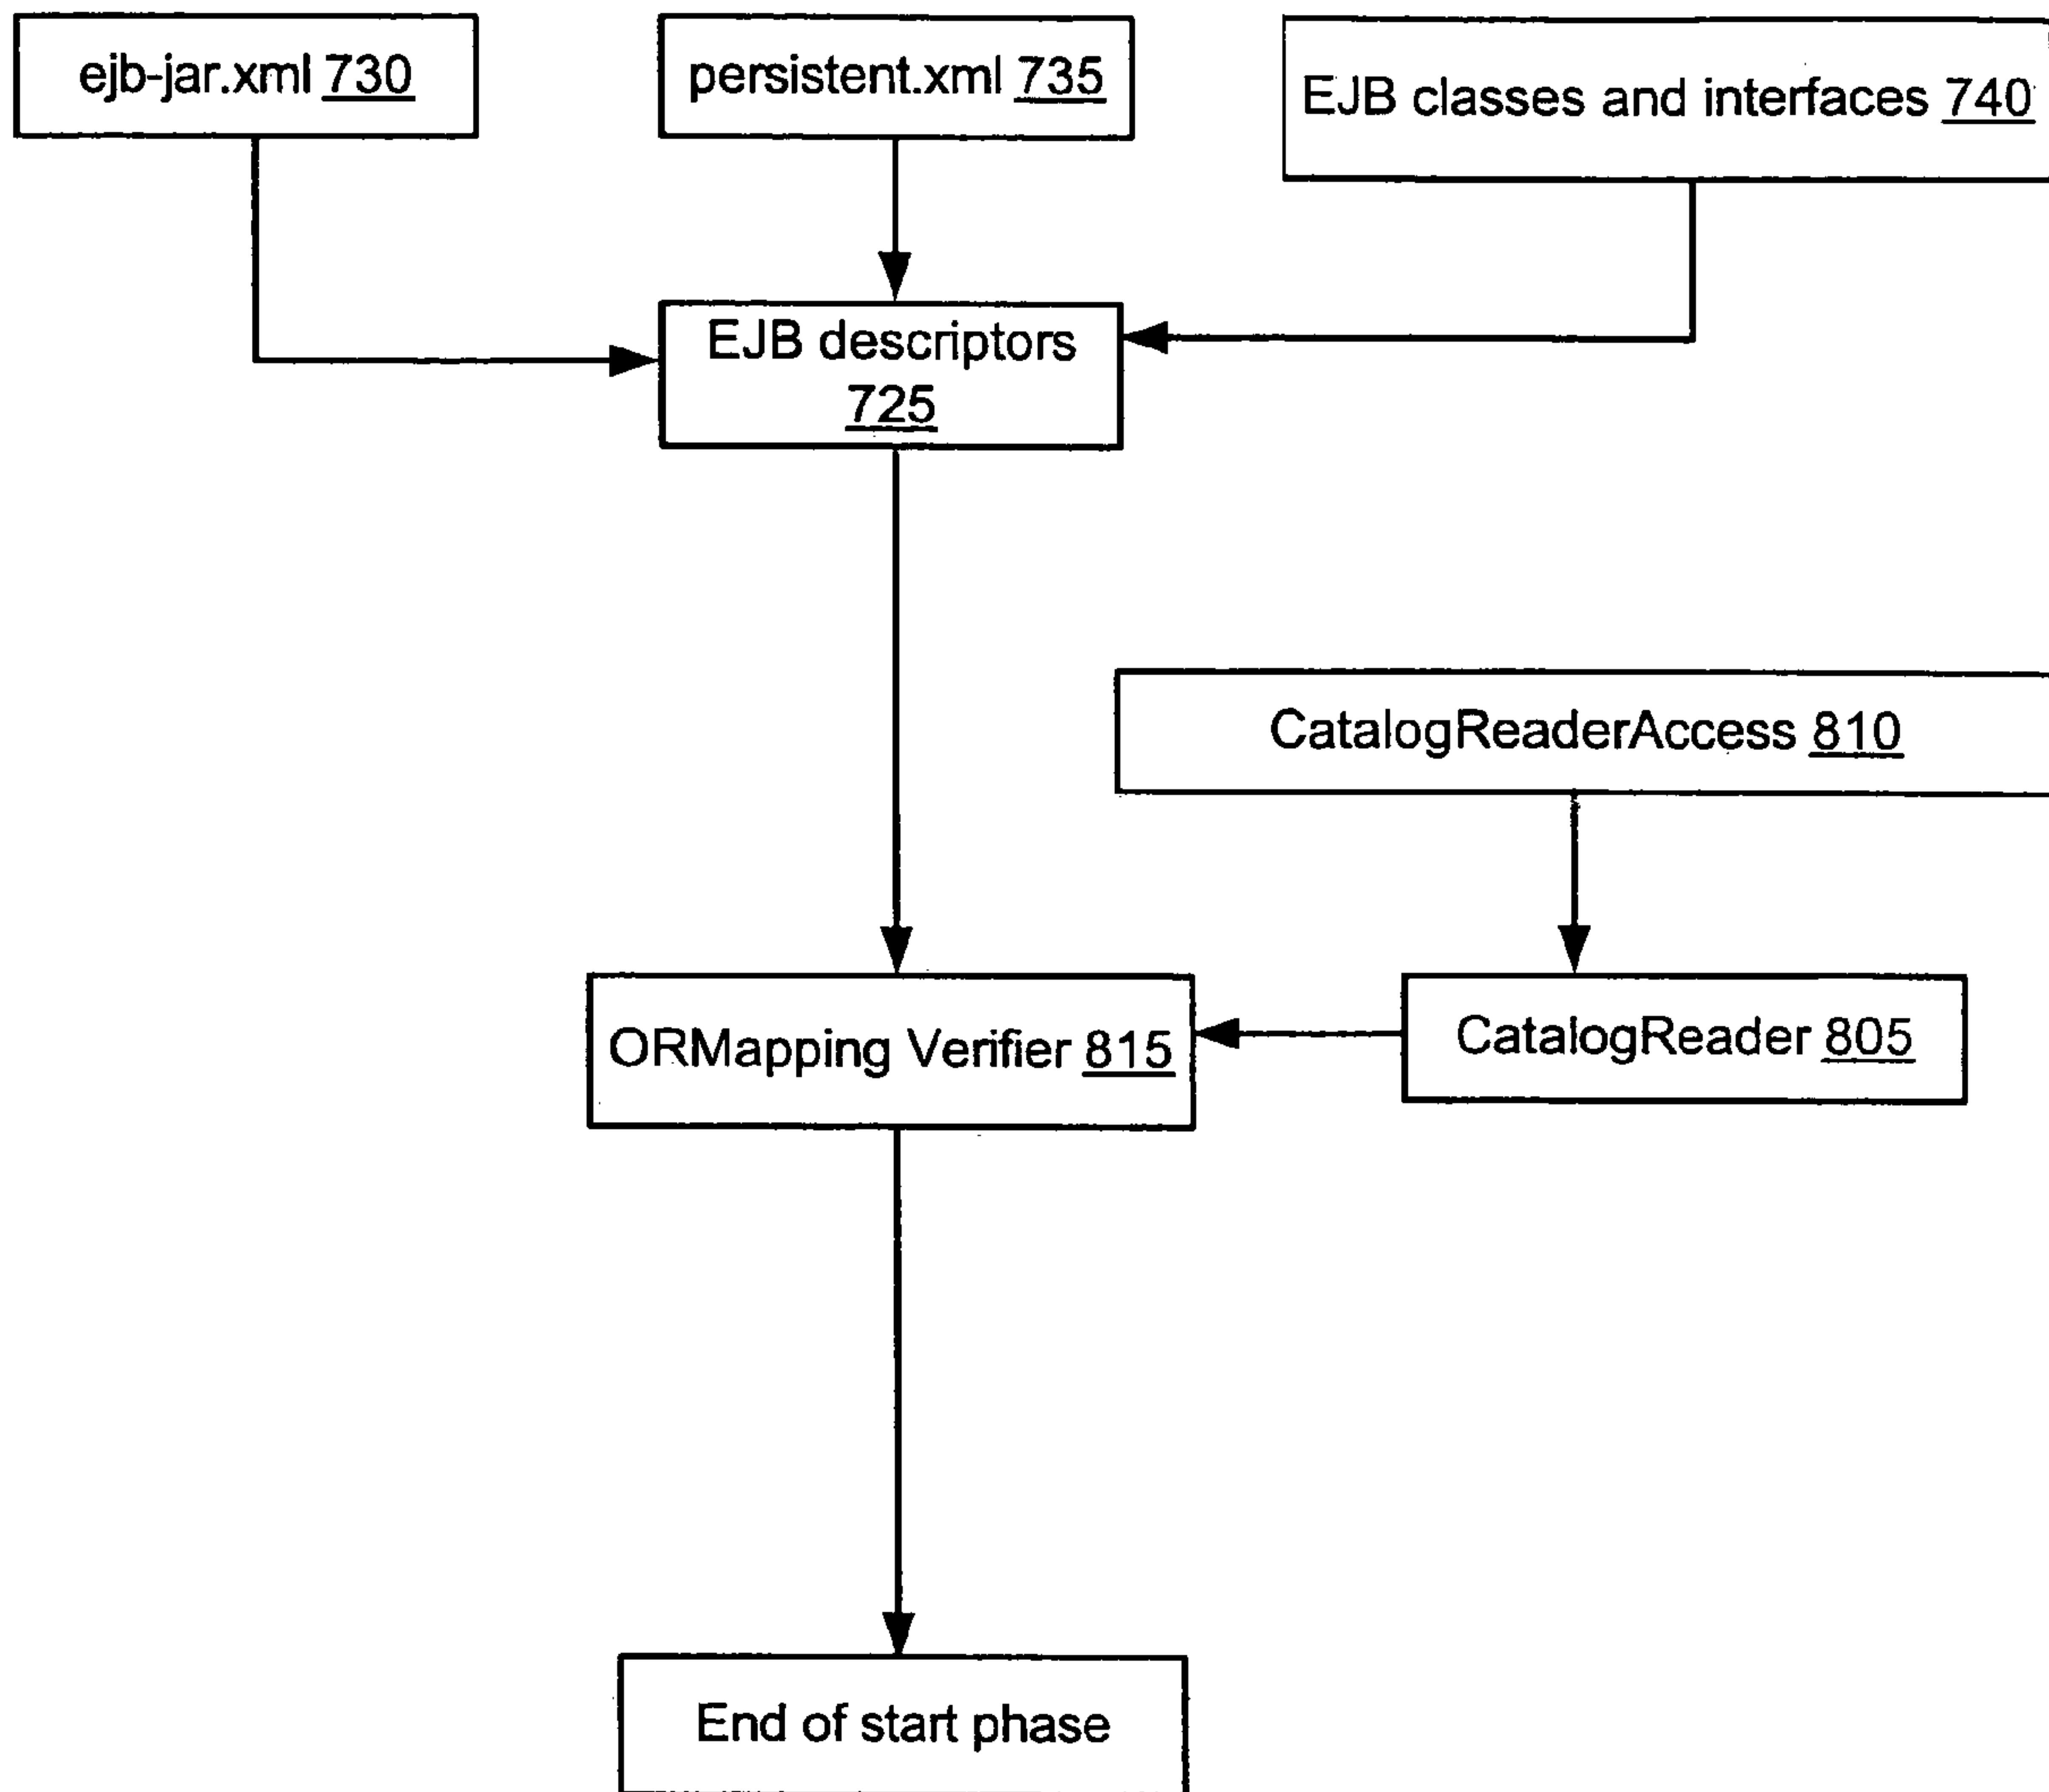 ejb-jar.xml 730
persistent.xml 735
EJB classes and interfaces 740
EJB descriptors
725
CatalogReaderAccess 810
ORMapping Verifier 815
CatalogReader 805
End of start phase